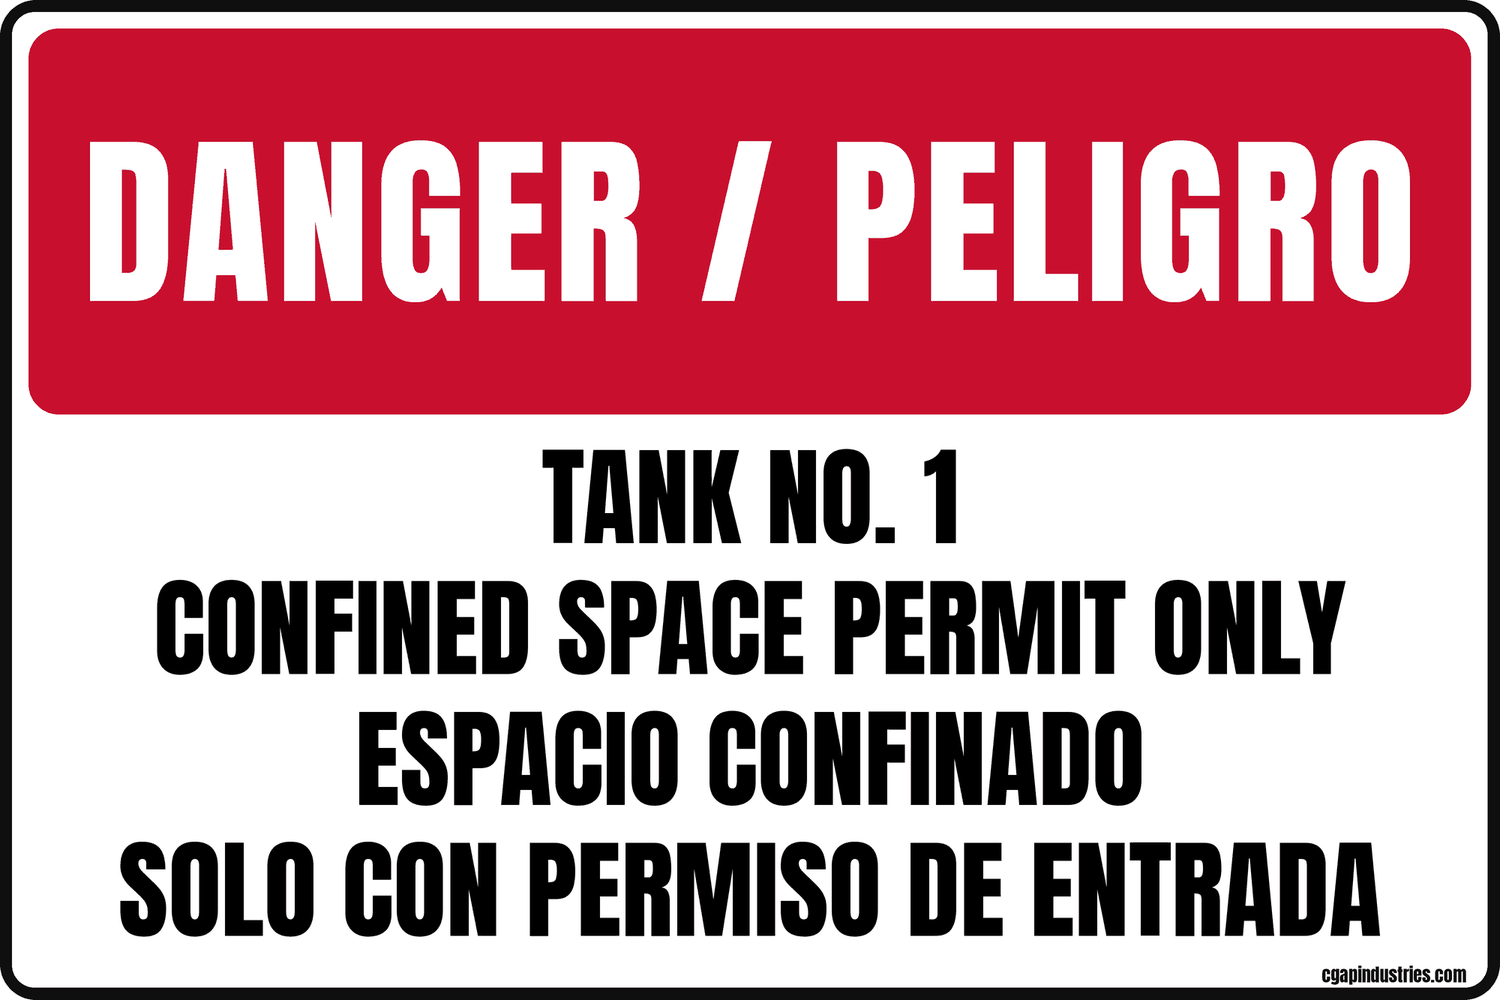 DANGER / PELIGRO
TANK NO. 1
CONFINED SPACE PERMIT ONLY
ESPACIO CONFINADO
SOLO CON PERMISO DE ENTRADA
cgapindustries.com